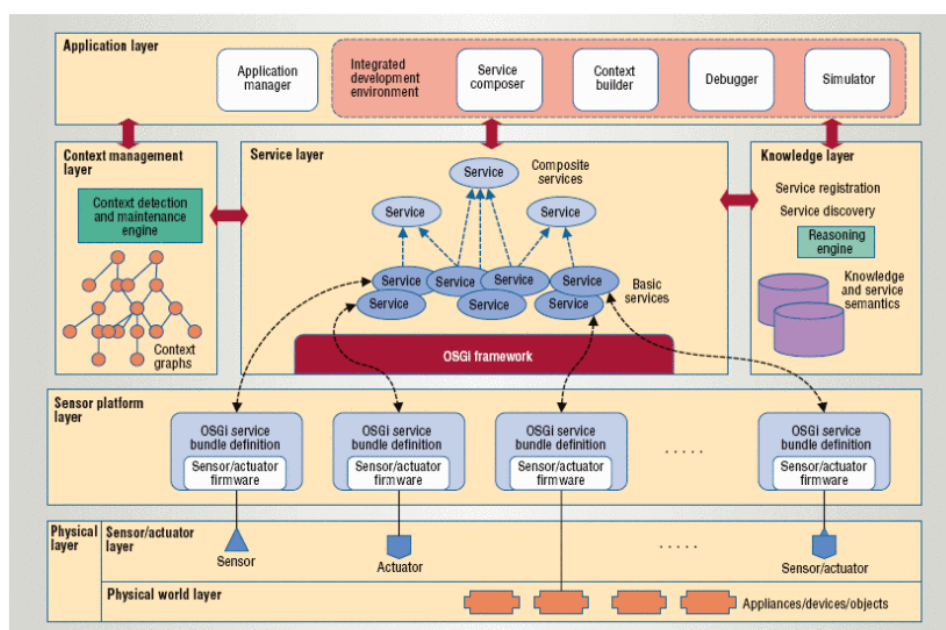 Application layer
Application
manager
Integrated
development
environment
Service
composer
Context
builder
Debugger
Simulator
Context management
layer
Context detection
and maintenance
engine
Context
graphs
Service layer
Service
Composite
services
Service
Service
Service
Service
Service
Service
Service
Service
Service
Basic
services
OSGi framework
Knowledge layer
Service registration
Service discovery
Reasoning
engine
Knowledge
and service
semantics
Sensor platform
layer
OSGi service
bundle definition
Sensor/actuator
firmware
OSGi service
bundle definition
Sensor/actuator
firmware
OSGi service
bundle definition
Sensor/actuator
firmware
.....
OSGi service
bundle definition
Sensor/actuator
firmware
Physical
layer
Sensor/actuator
layer
Sensor
Actuator
.....
Sensor/actuator
Physical world layer
Appliances/devices/objects